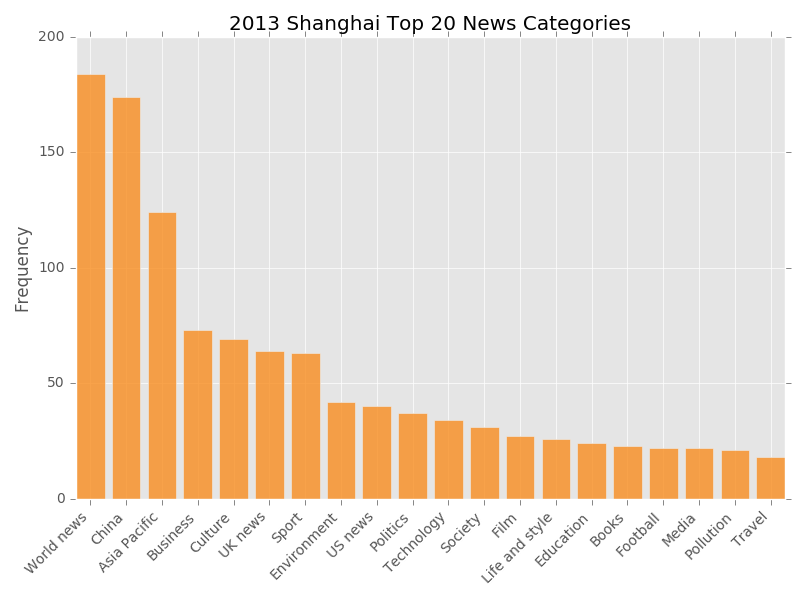 2013 Shanghai Top 20 News Categories
200
150
100
50
0
Frequency
World news
China
Asia Pacific
Business
Culture
UK news
Sport
Environment
US news
Politics
Technology
Society
Film
Life and style
Education
Books
Football
Media
Pollution
Travel